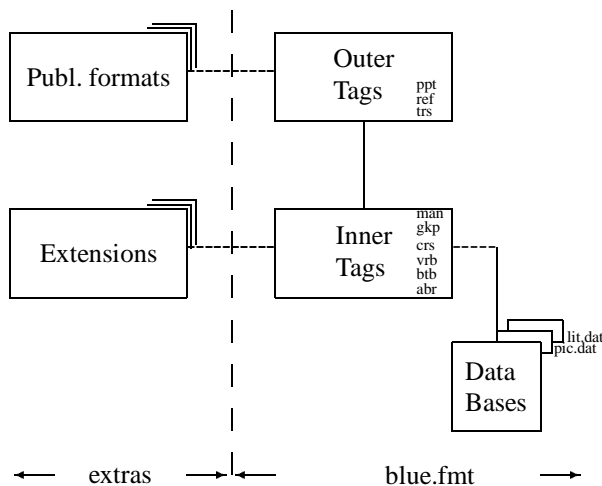 Publ. formats
Outer
Tags
ppt
ref
trs
Extensions
Inner
Tags
man
gkp
crs
vrb
btb
abr
lit.dat
pic.dat
Data
Bases
extras
blue.fmt